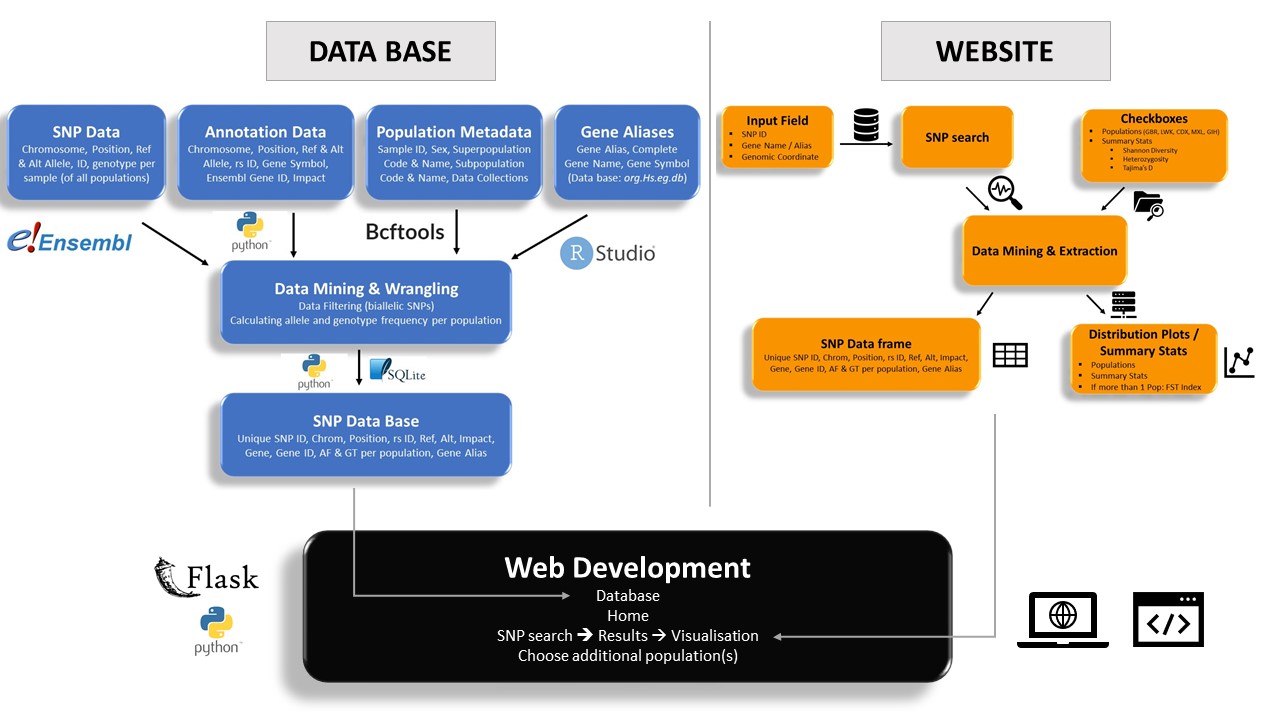 DATA BASE
WEBSITE
SNP Data
Chromosome, Position, Ref
& Alt Allele, ID, genotype per
sample (of all populations)
Annotation Data
Chromosome, Position, Ref & Alt
Allele, rs ID, Gene Symbol,
Ensembl Gene ID, Impact
Population Metadata
Sample ID, Sex, Superpopulation
Code & Name, Subpopulation
Code & Name, Data Collections
Gene Aliases
Gene Alias, Complete
Gene Name, Gene Symbol
(Data base: org.Hs.eg.db)
e!Ensembl
python™
Bcftools
R Studio®
Data Mining & Wrangling
Data Filtering (biallelic SNPs)
Calculating allele and genotype frequency per population
python™
SQLite
SNP Data Base
Unique SNP ID, Chrom, Position, rs ID, Ref, Alt, Impact,
Gene, Gene ID, AF & GT per population, Gene Alias
Input Field
▪ SNP ID
▪ Gene Name / Alias
▪ Genomic Coordinate
SNP search
Checkboxes
▪ Populations (GBR, LWK, CDX, MXL, GIH)
▪ Summary Stats
▪ Shannon Diversity
▪ Heterozygosity
▪ Tajima's D
Data Mining & Extraction
SNP Data frame
Unique SNP ID, Chrom, Position, rs ID, Ref, Alt, Impact,
Gene, Gene ID, AF & GT per population, Gene Alias
Distribution Plots /
Summary Stats
▪ Populations
▪ Summary Stats
▪ If more than 1 Pop: FST Index
Flask
python™
Web Development
Database
Home
SNP search → Results → Visualisation
Choose additional population(s)
</>